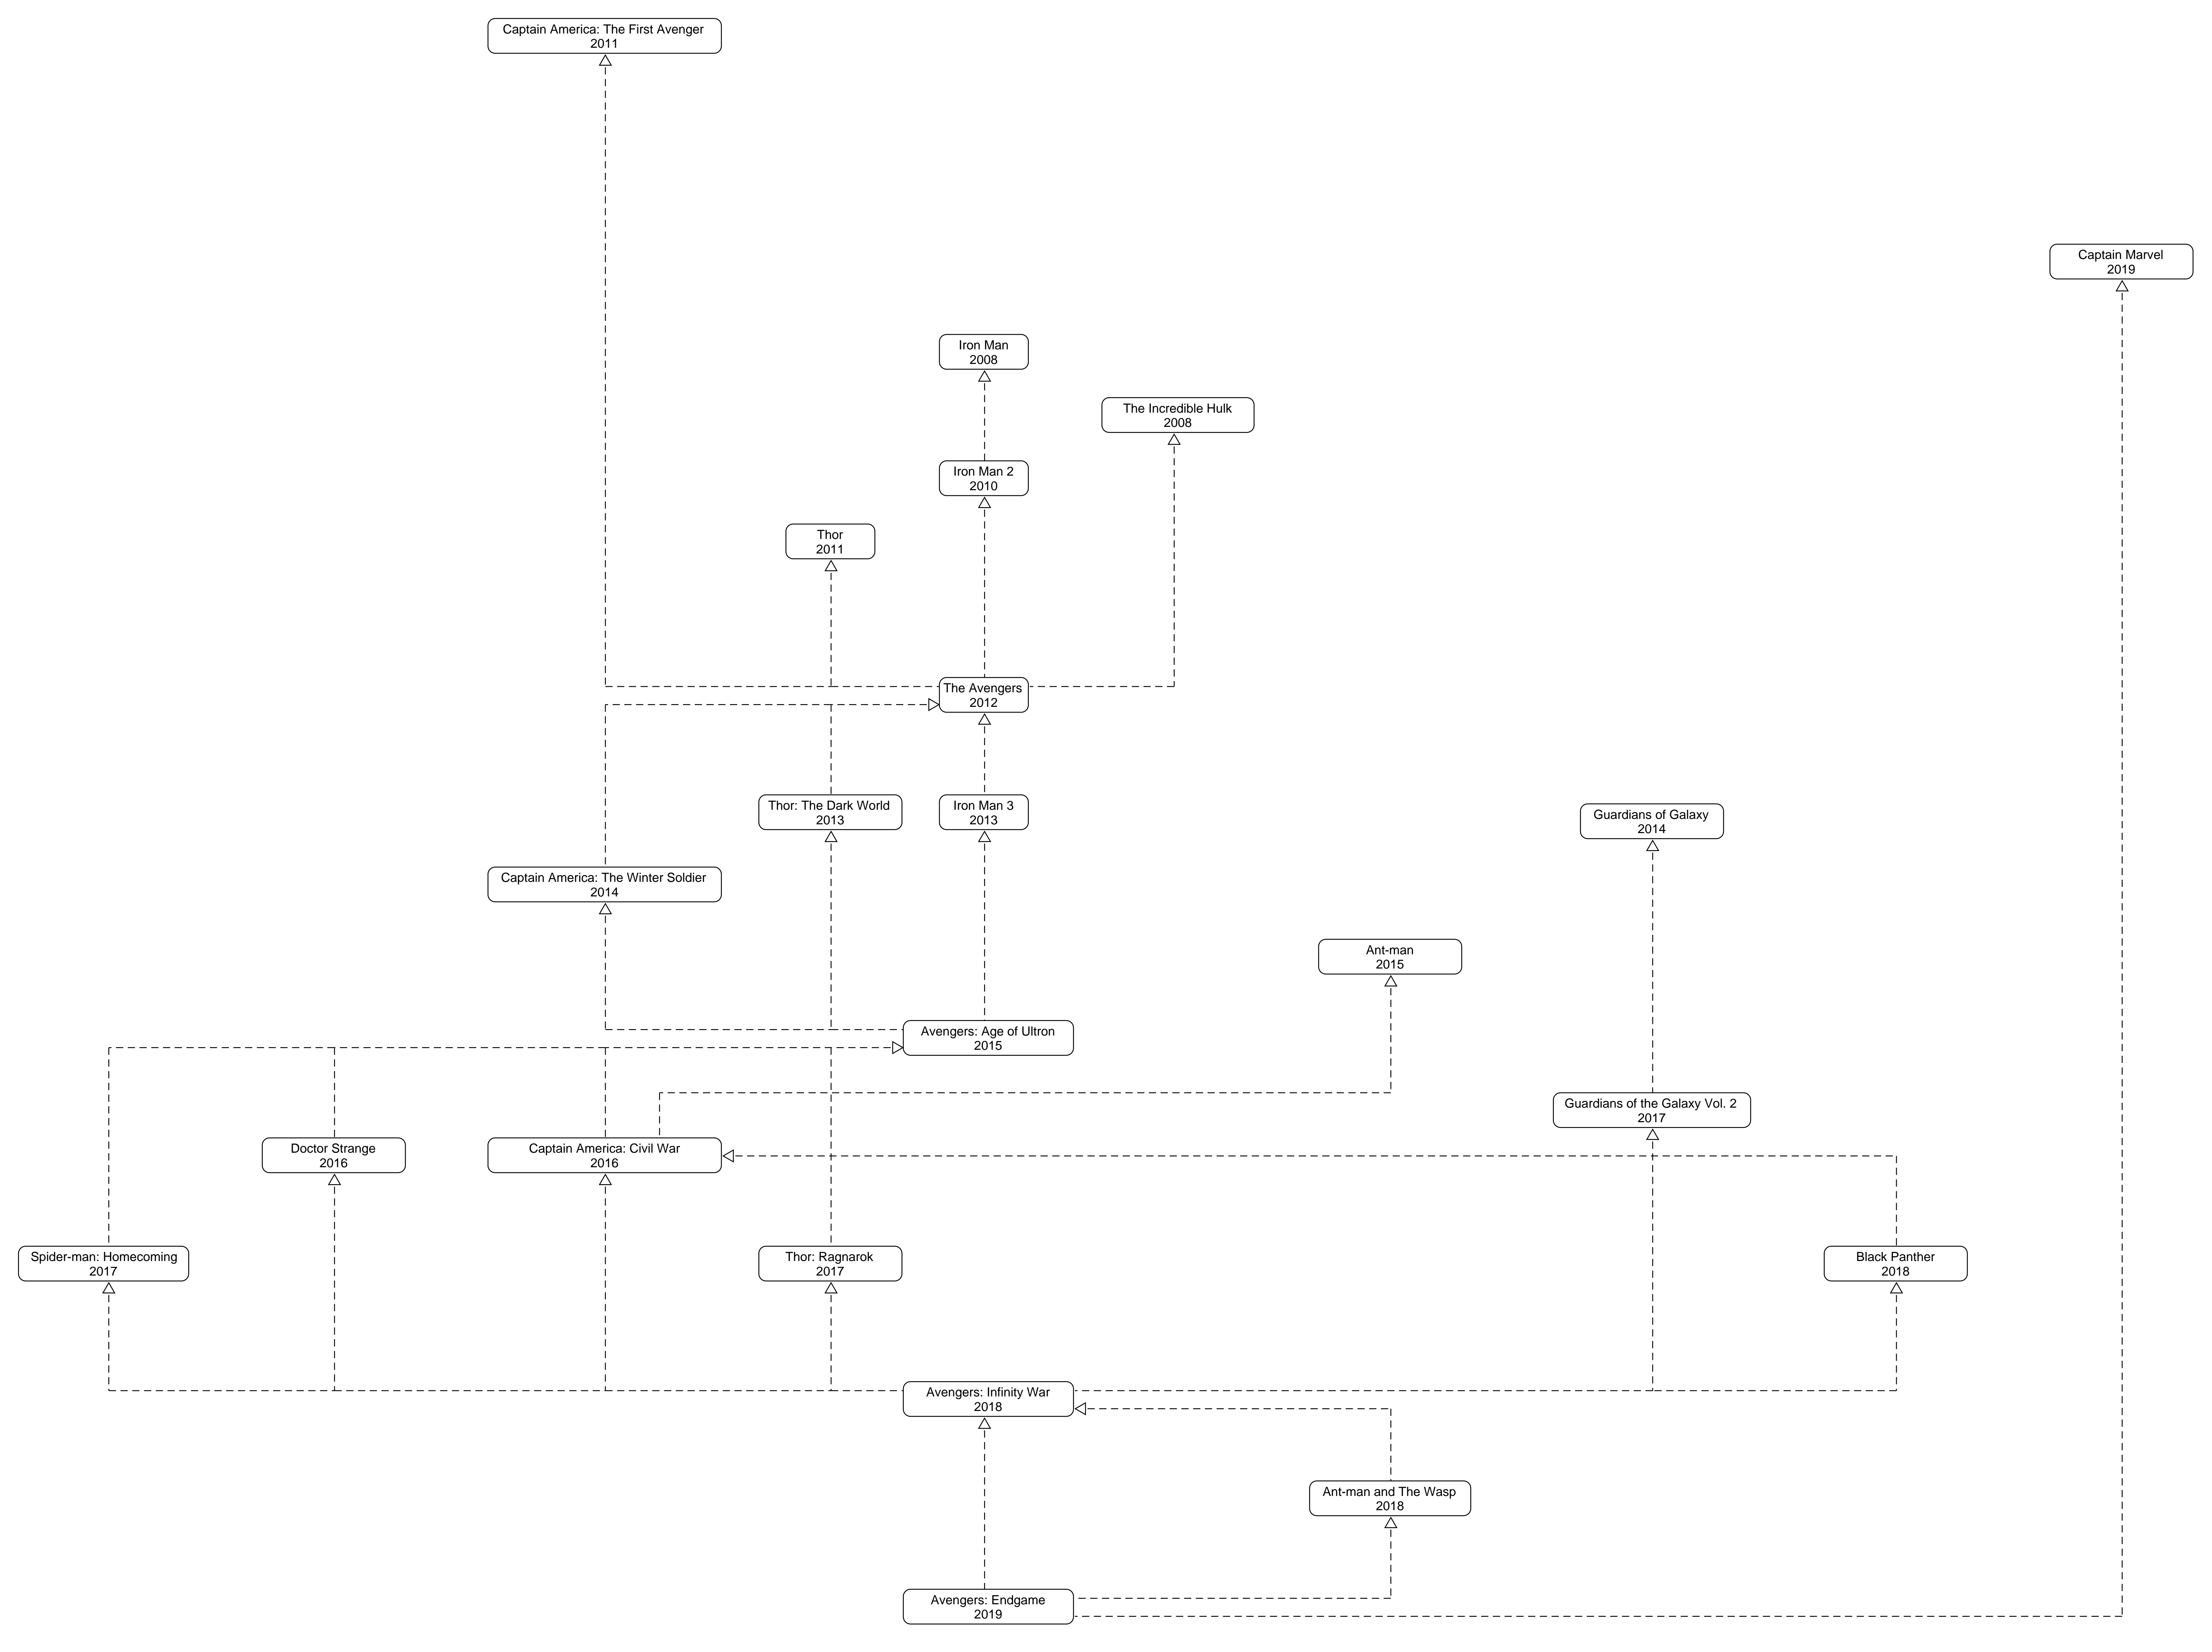 Captain America: The First Avenger
2011
Captain Marvel
2019
Iron Man
2008
The Incredible Hulk
2008
Iron Man 2
2010
Thor
2011
The Avengers
2012
Thor: The Dark World
2013
Iron Man 3
2013
Guardians of Galaxy
2014
Captain America: The Winter Soldier
2014
Ant-man
2015
Avengers: Age of Ultron
2015
Guardians of the Galaxy Vol. 2
2017
Doctor Strange
2016
Captain America: Civil War
2016
Spider-man: Homecoming
2017
Thor: Ragnarok
2017
Black Panther
2018
Avengers: Infinity War
2018
Ant-man and The Wasp
2018
Avengers: Endgame
2019